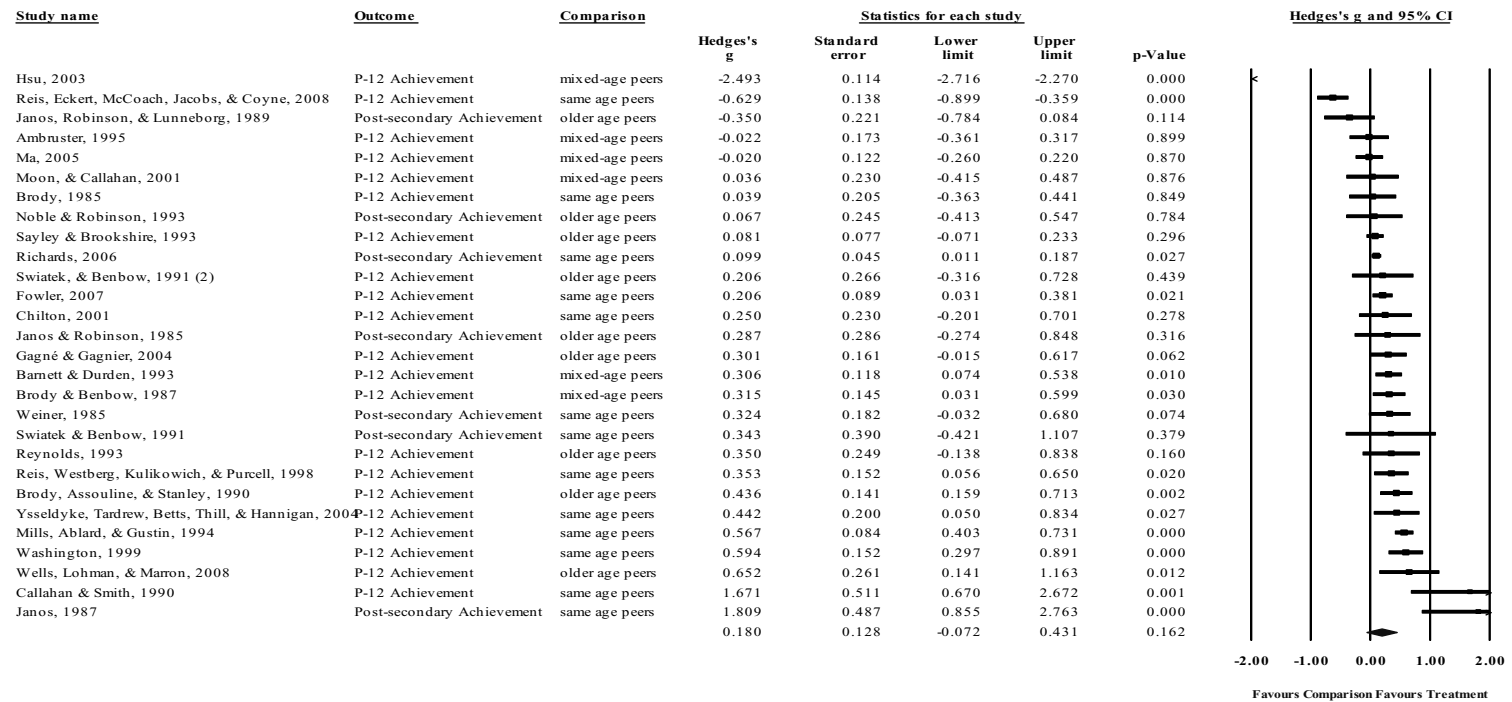 Study name Outcome Comparison Statistics for each study Hedges's g and 95% CI
Hedges's Standard Lower Upper
g error limit limit p-Value
Hsu, 2003 P-12 Achievement mixed-age peers -2.493 0.114 -2.716 -2.270 0.000
Reis, Eckert, McCoach, Jacobs, & Coyne, 2008 P-12 Achievement same age peers -0.629 0.138 -0.899 -0.359 0.000
Janos, Robinson, & Lunneborg, 1989 Post-secondary Achievement older age peers -0.350 0.221 -0.784 0.084 0.114
Ambruster, 1995 P-12 Achievement mixed-age peers -0.022 0.173 -0.361 0.317 0.899
Ma, 2005 P-12 Achievement mixed-age peers -0.020 0.122 -0.260 0.220 0.870
Moon & Callahan, 2001 P-12 Achievement mixed-age peers 0.036 0.230 -0.415 0.487 0.876
Brody, 1985 P-12 Achievement same age peers 0.039 0.205 -0.363 0.441 0.849
Noble & Robinson, 1993 Post-secondary Achievement older age peers 0.067 0.245 -0.413 0.547 0.784
Sayley & Brookshire, 1993 P-12 Achievement older age peers 0.081 0.077 -0.071 0.233 0.296
Richards, 2006 Post-secondary Achievement same age peers 0.099 0.045 0.011 0.187 0.027
Swiatek, & Benbow, 1991 (2) P-12 Achievement older age peers 0.206 0.266 -0.316 0.728 0.439
Fowler, 2007 P-12 Achievement same age peers 0.206 0.089 0.031 0.381 0.021
Chilton, 2001 P-12 Achievement same age peers 0.250 0.230 -0.201 0.701 0.278
Janos & Robinson, 1985 Post-secondary Achievement older age peers 0.287 0.286 -0.274 0.848 0.316
Gagné & Gagnier, 2004 P-12 Achievement older age peers 0.301 0.161 -0.015 0.617 0.062
Barnett & Durden, 1993 P-12 Achievement mixed-age peers 0.306 0.118 0.074 0.538 0.010
Brody & Benbow, 1987 P-12 Achievement mixed-age peers 0.315 0.145 0.031 0.599 0.030
Weiner, 1985 Post-secondary Achievement same age peers 0.324 0.182 -0.032 0.680 0.074
Swiatek & Benbow, 1991 Post-secondary Achievement same age peers 0.343 0.390 -0.421 1.107 0.379
Reynolds, 1993 P-12 Achievement older age peers 0.350 0.249 -0.138 0.838 0.160
Reis, Westberg, Kulikowich, & Purcell, 1998 P-12 Achievement same age peers 0.353 0.152 0.056 0.650 0.020
Brody, Assouline, & Stanley, 1990 P-12 Achievement older age peers 0.436 0.141 0.159 0.713 0.002
Ysseldyke, Tardrew, Betts, Thill, & Hannigan, 2004 P-12 Achievement same age peers 0.442 0.200 0.050 0.834 0.027
Mills, Ablard, & Gustin, 1994 P-12 Achievement same age peers 0.567 0.084 0.403 0.731 0.000
Washington, 1999 P-12 Achievement same age peers 0.594 0.152 0.297 0.891 0.000
Wells, Lohman, & Marron, 2008 P-12 Achievement older age peers 0.652 0.261 0.141 1.163 0.012
Callahan & Smith, 1990 P-12 Achievement same age peers 1.671 0.511 0.670 2.672 0.001
Janos, 1987 Post-secondary Achievement same age peers 1.809 0.487 0.855 2.763 0.000
0.180 0.128 -0.072 0.431 0.162
-2.00 -1.00 0.00 1.00 2.00
Favours Comparison Favours Treatment